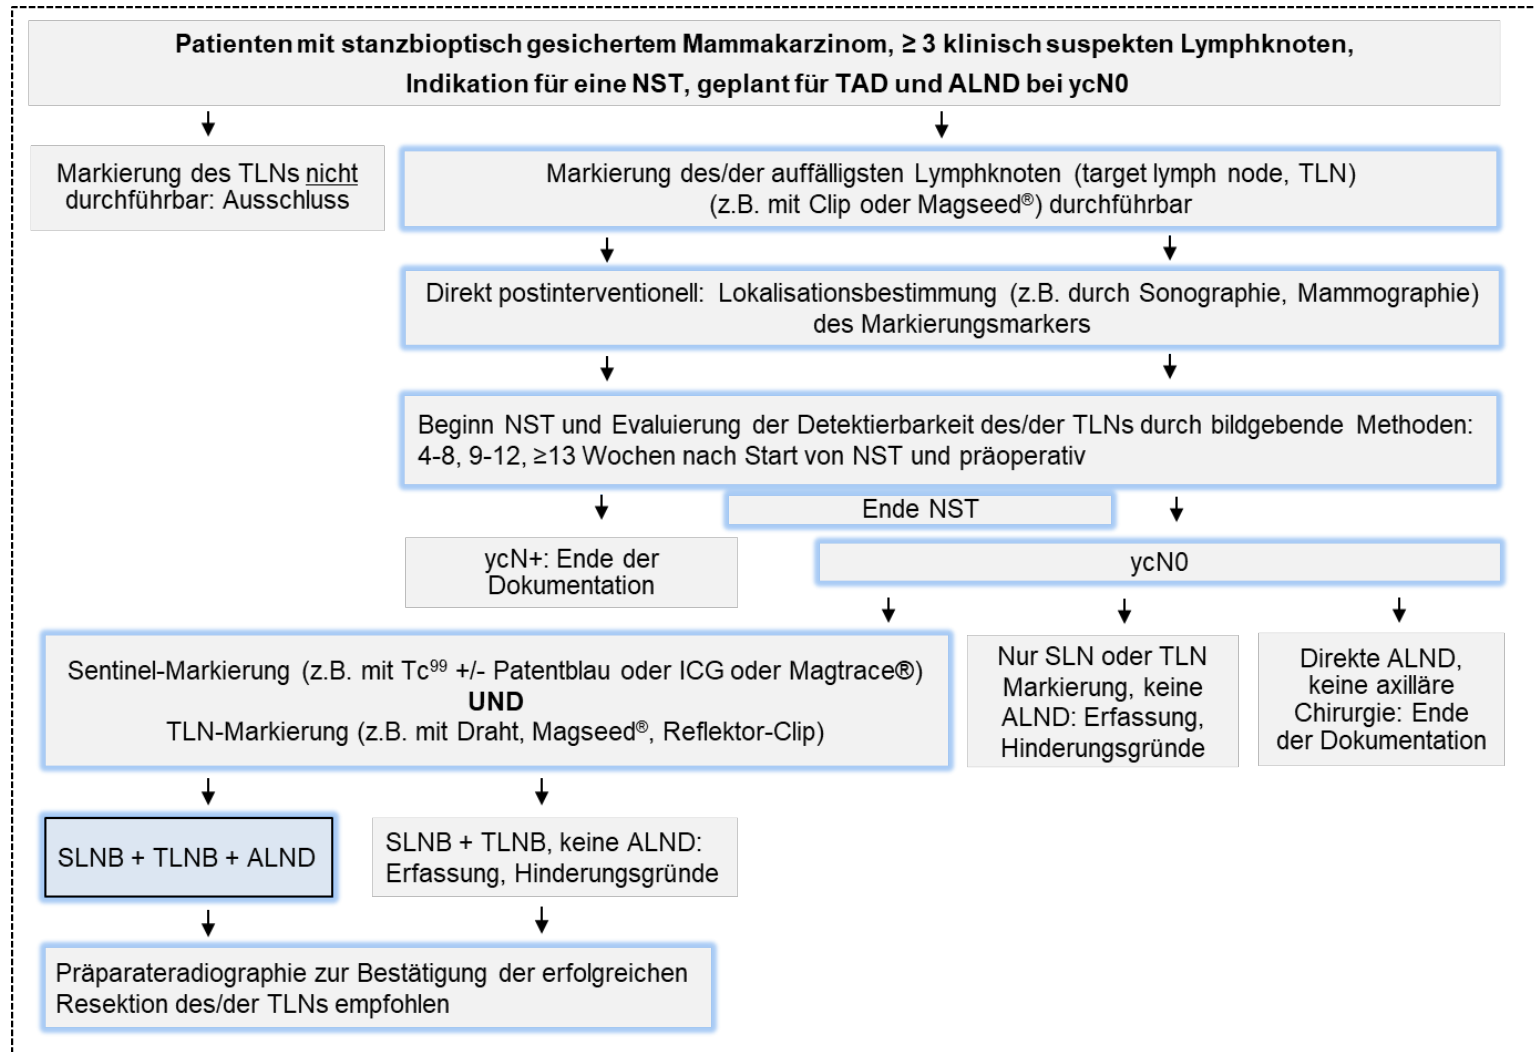 Patienten mit stanzbioptisch gesichertem Mammakarzinom, ≥ 3 klinisch suspekten Lymphknoten,
Indikation für eine NST, geplant für TAD und ALND bei ycN0
Markierung des TLNs nicht
durchführbar: Ausschluss
Markierung des/der auffälligsten Lymphknoten (target lymph node, TLN)
(z.B. mit Clip oder Magseed®) durchführbar
Direkt postinterventionell: Lokalisationsbestimmung (z.B. durch Sonographie, Mammographie)
des Markierungsmarkers
Beginn NST und Evaluierung der Detektierbarkeit des/der TLNs durch bildgebende Methoden:
4-8, 9-12, ≥13 Wochen nach Start von NST und präoperativ
Ende NST
ycN+: Ende der
Dokumentation
ycN0
Sentinel-Markierung (z.B. mit Tc⁹⁹ +/- Patentblau oder ICG oder Magtrace®)
UND
TLN-Markierung (z.B. mit Draht, Magseed®, Reflektor-Clip)
Nur SLN oder TLN
Markierung, keine
ALND: Erfassung,
Hinderungsgründe
Direkte ALND,
keine axilläre
Chirurgie: Ende
der Dokumentation
SLNB + TLNB + ALND
SLNB + TLNB, keine ALND:
Erfassung, Hinderungsgründe
Präparateradiographie zur Bestätigung der erfolgreichen
Resektion des/der TLNs empfohlen